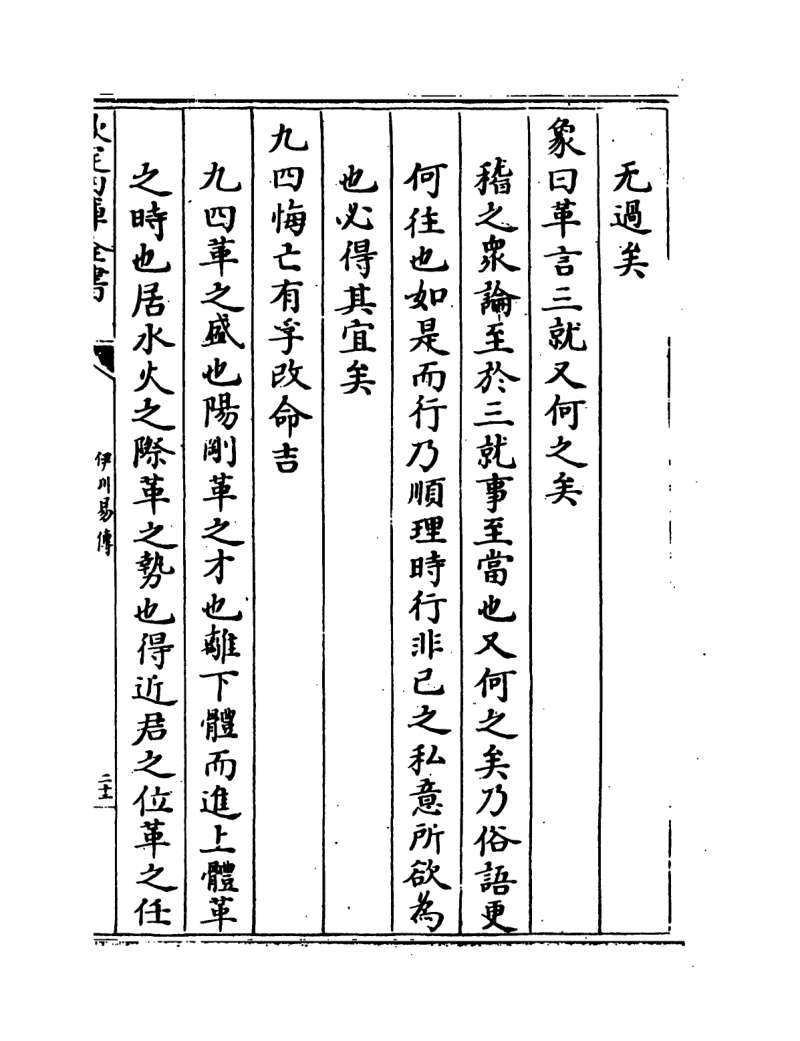 无過矣
象曰革言三就又何之矣
稽之衆論至於三就事至當也又何之矣乃俗語更
何往也如是而行乃順理時行非已之私意所欲為
也必得其宜矣
九四悔亡有孚改命吉
九四革之盛也陽剛革之才也離下體而進上體革
之時也居水火之際革之勢也得近君之位革之任
欽定四庫全書
伊川易傳
二十二